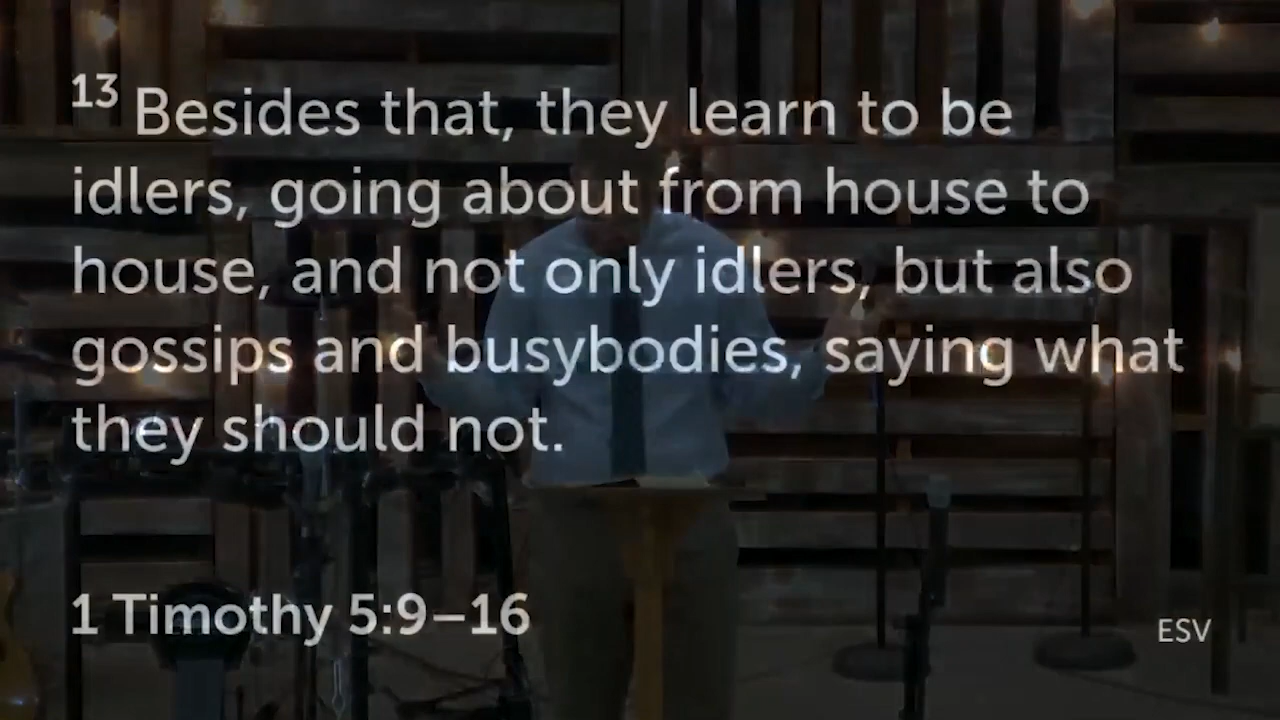 13 Besides that, they learn to be
idlers, going about from house to
house, and not only idlers, but also
gossips and busybodies, saying what
they should not.
1 Timothy 5:9–16
ESV